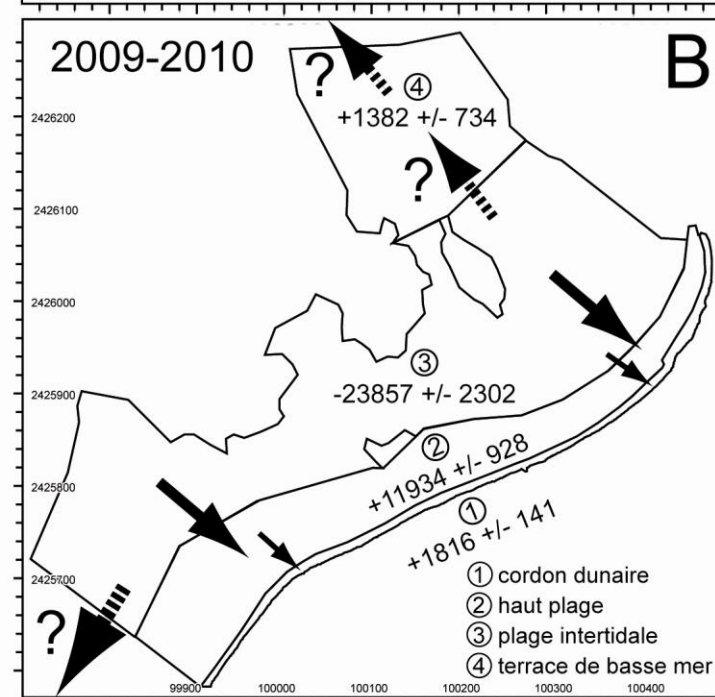 2009-2010
B
?
④
+1382 +/- 734
?
2426200
2426100
2426000
③
-23857 +/- 2302
2425900
②
+11934 +/- 928
①
+1816 +/- 141
2425800
2425700
?
① cordon dunaire
② haut plage
③ plage intertidale
④ terrace de basse mer
99900 100000 100100 100200 100300 100400